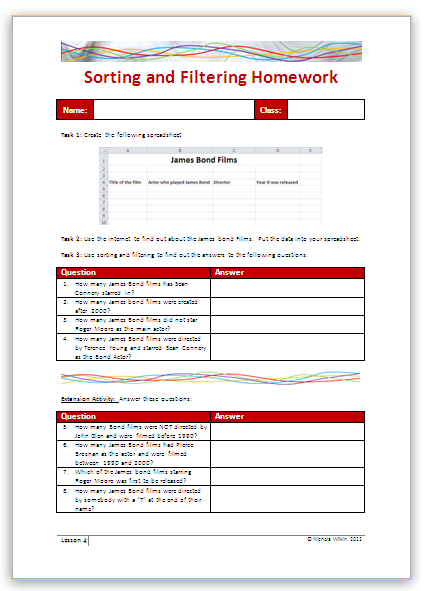 Sorting and Filtering Homework
Name:
Class:
Task 1: Create the following spreadsheet
A B C D E
1 James Bond Films
2
3
4 Title of the film Actor who played James Bond Director Year it was released
5
6
7
8
9
10
Task 2: Use the internet to find out about the James bond Films. Put the data into your spreadsheet.
Task 3: Use sorting and filtering to find out the answers to the following questions.
Question Answer
1. How many James Bond films has Sean
Connery starred in?
2. How many James bond films were created
after 2000?
3. How many James Bond films did not star
Roger Moore as the main actor?
4. How many James Bond films were directed
by Terence Young and starred Sean Connery
as the Bond Actor?
Extension Activity: Answer these questions:
Question Answer
5. How many Bond films were NOT directed by
John Glen and were filmed before 1990?
6. How many James Bond films had Pierce
Brosnan as the actor and were filmed
between 1990 and 2000?
7. Which of the James bond films starring
Roger Moore was first to be released?
8. How many James Bond films were directed
by somebody with a "T" at the end of their
name?
Lesson 4
© Nichola Wilkin 2012